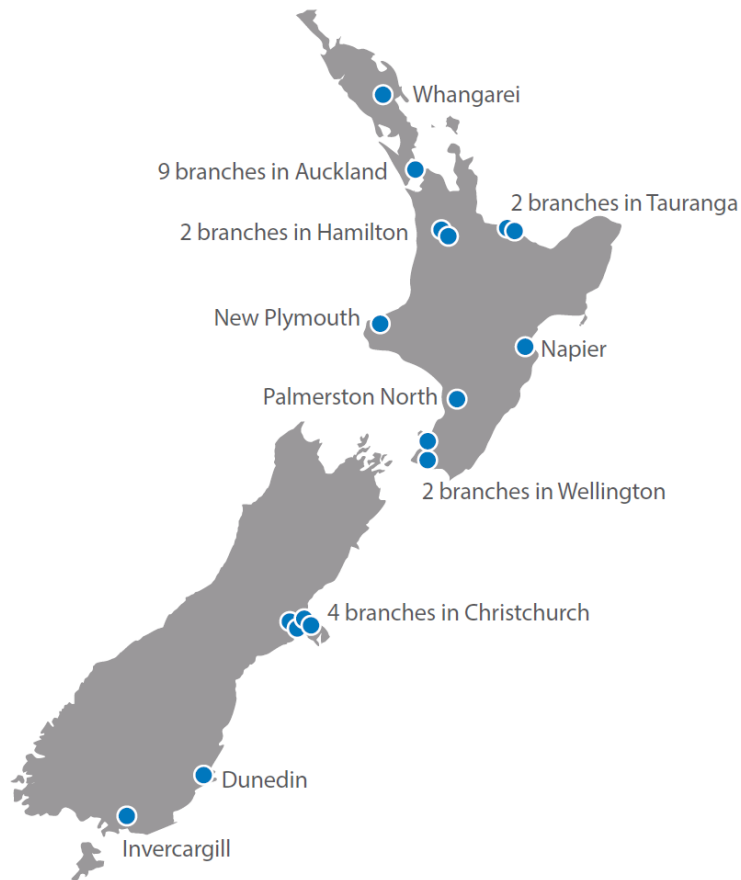 Whangarei
9 branches in Auckland
2 branches in Tauranga
2 branches in Hamilton
New Plymouth
Napier
Palmerston North
2 branches in Wellington
4 branches in Christchurch
Dunedin
Invercargill